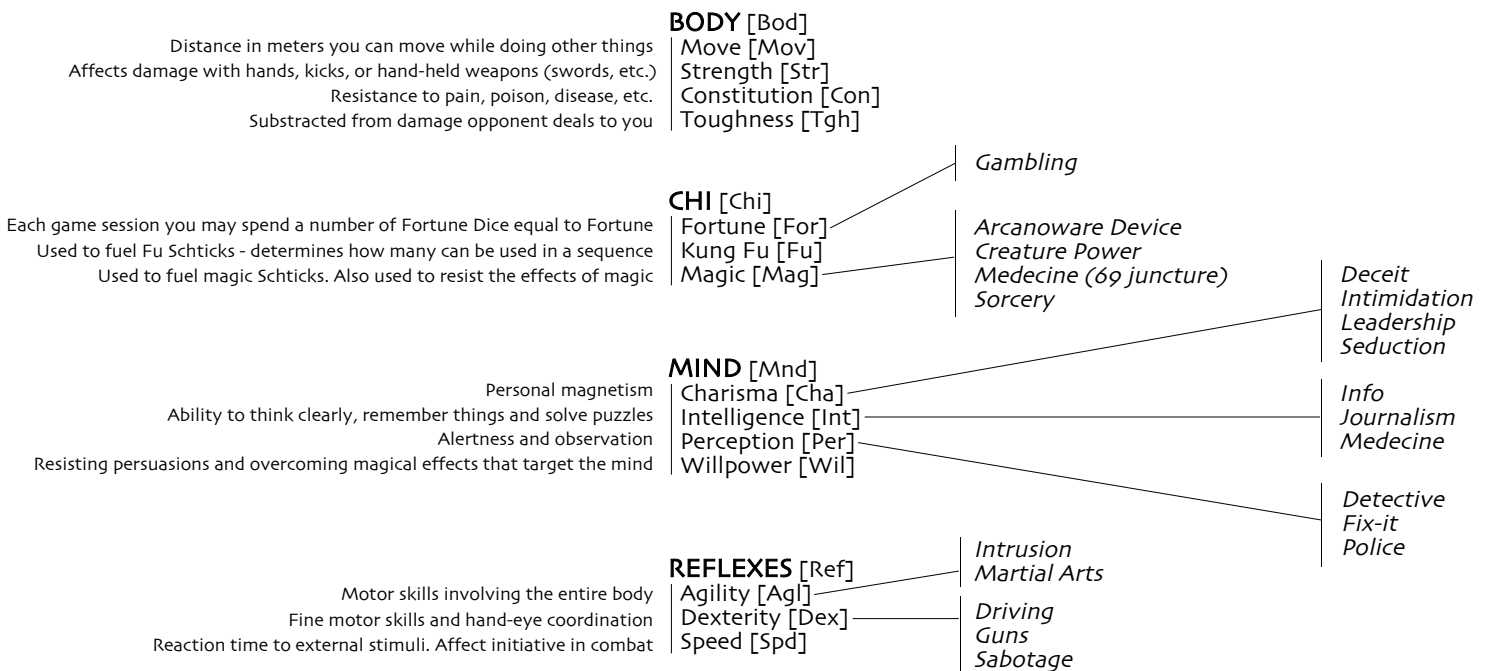 BODY [Bod]
Distance in meters you can move while doing other things Move [Mov]
Affects damage with hands, kicks, or hand-held weapons (swords, etc.) Strength [Str]
Resistance to pain, poison, disease, etc. Constitution [Con]
Substracted from damage opponent deals to you Toughness [Tgh]
Gambling
CHI [Chi]
Each game session you may spend a number of Fortune Dice equal to Fortune Fortune [For]
Used to fuel Fu Schticks - determines how many can be used in a sequence Kung Fu [Fu]
Used to fuel magic Schticks. Also used to resist the effects of magic Magic [Mag]
Arcanoware Device
Creature Power
Medecine (69 juncture)
Sorcery
Deceit
Intimidation
Leadership
Seduction
MIND [Mnd]
Personal magnetism Charisma [Cha]
Ability to think clearly, remember things and solve puzzles Intelligence [Int]
Alertness and observation Perception [Per]
Resisting persuasions and overcoming magical effects that target the mind Willpower [Wil]
Info
Journalism
Medecine
Detective
Fix-it
Police
REFLEXES [Ref]
Motor skills involving the entire body Agility [Agl]
Fine motor skills and hand-eye coordination Dexterity [Dex]
Reaction time to external stimuli. Affect initiative in combat Speed [Spd]
Intrusion
Martial Arts
Driving
Guns
Sabotage